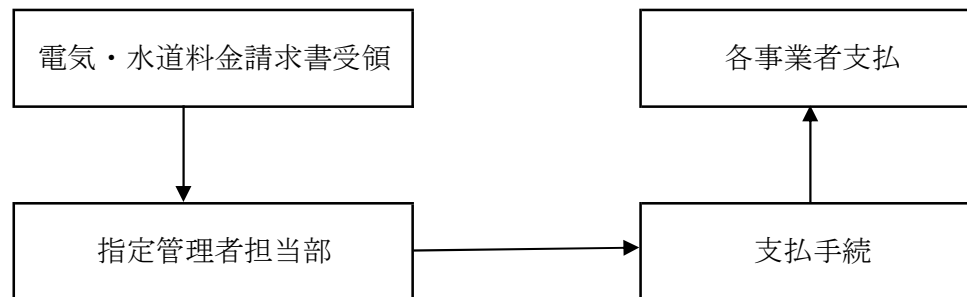 電気・水道料金請求書受領
各事業者支払
指定管理者担当部
支払手続